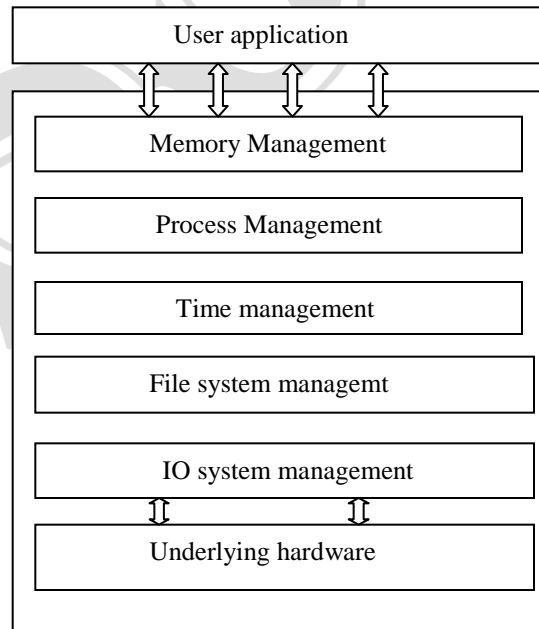 User application
Memory Management
Process Management
Time management
File system managemt
IO system management
Underlying hardware